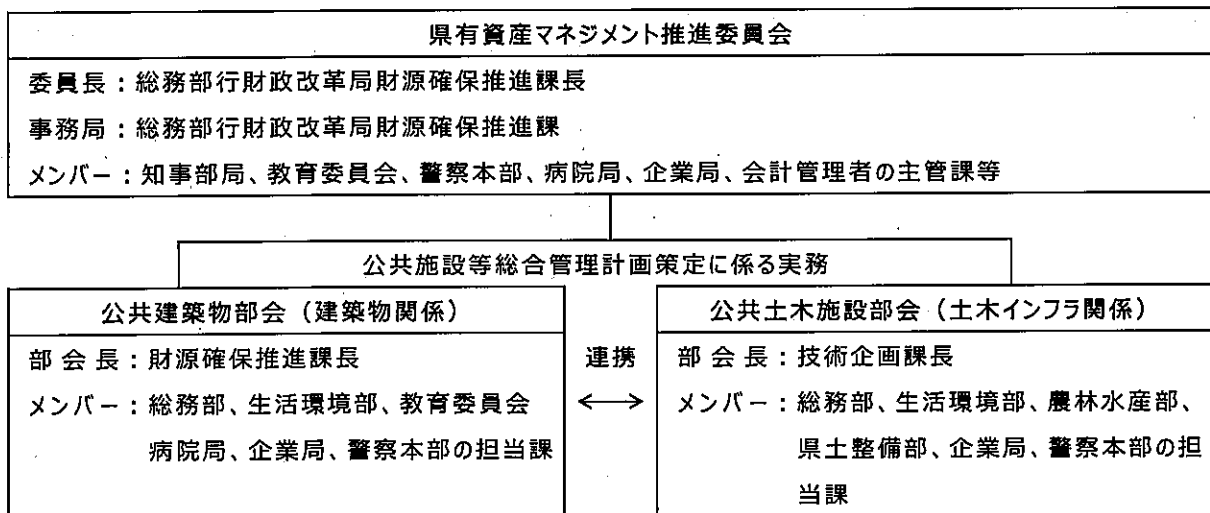 県有資産マネジメント推進委員会
委員長：総務部行財政改革局財源確保推進課長
事務局：総務部行財政改革局財源確保推進課
メンバー：知事部局、教育委員会、警察本部、病院局、企業局、会計管理者の主管課等
公共施設等総合管理計画策定に係る実務
公共建築物部会（建築物関係）
部会長：財源確保推進課長
メンバー：総務部、生活環境部、教育委員会
病院局、企業局、警察本部の担当課
連携
公共土木施設部会（土木インフラ関係）
部会長：技術企画課長
メンバー：総務部、生活環境部、農林水産部、
県土整備部、企業局、警察本部の担
当課